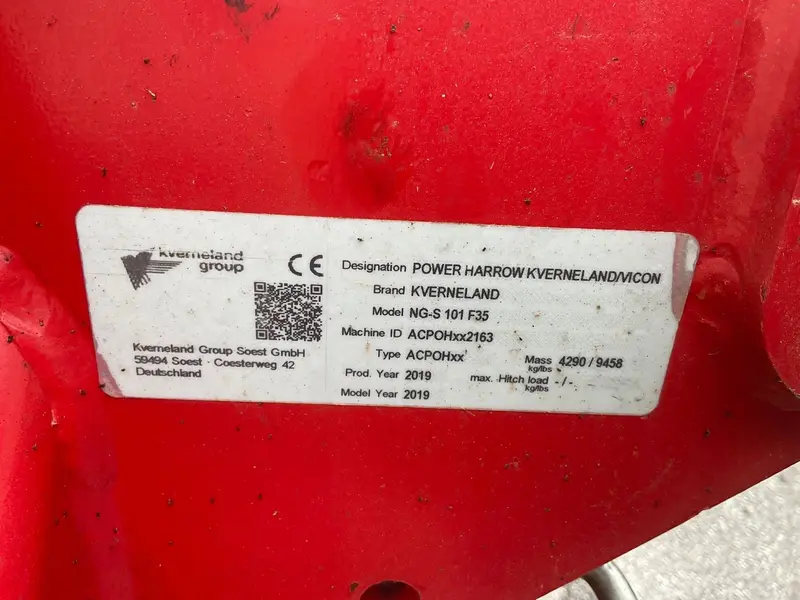 kverneland
group
CE
Kverneland Group Soest GmbH
59494 Soest · Coesterweg 42
Deutschland
Designation POWER HARROW KVERNELAND/VICON
Brand KVERNELAND
Model NG-S 101 F35
Machine ID ACPOHxx2163
Type ACPOHxx
Mass kg/lbs 4290 / 9458
Prod. Year 2019
max. Hitch load kg/lbs - / -
Model Year 2019